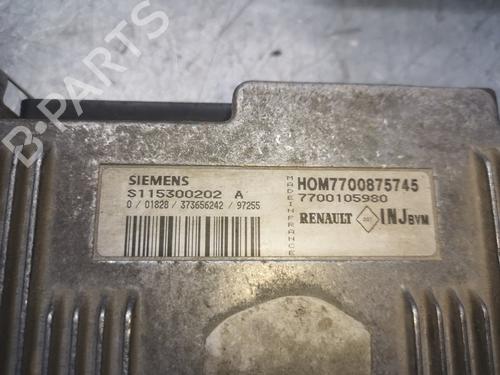 SIEMENS
S115300202 A
0 / 01828 / 373656242 / 97255
MADE IN FRANCE
HOM7700875745
7700105980
RENAULT INJ BVM
B-PARTS